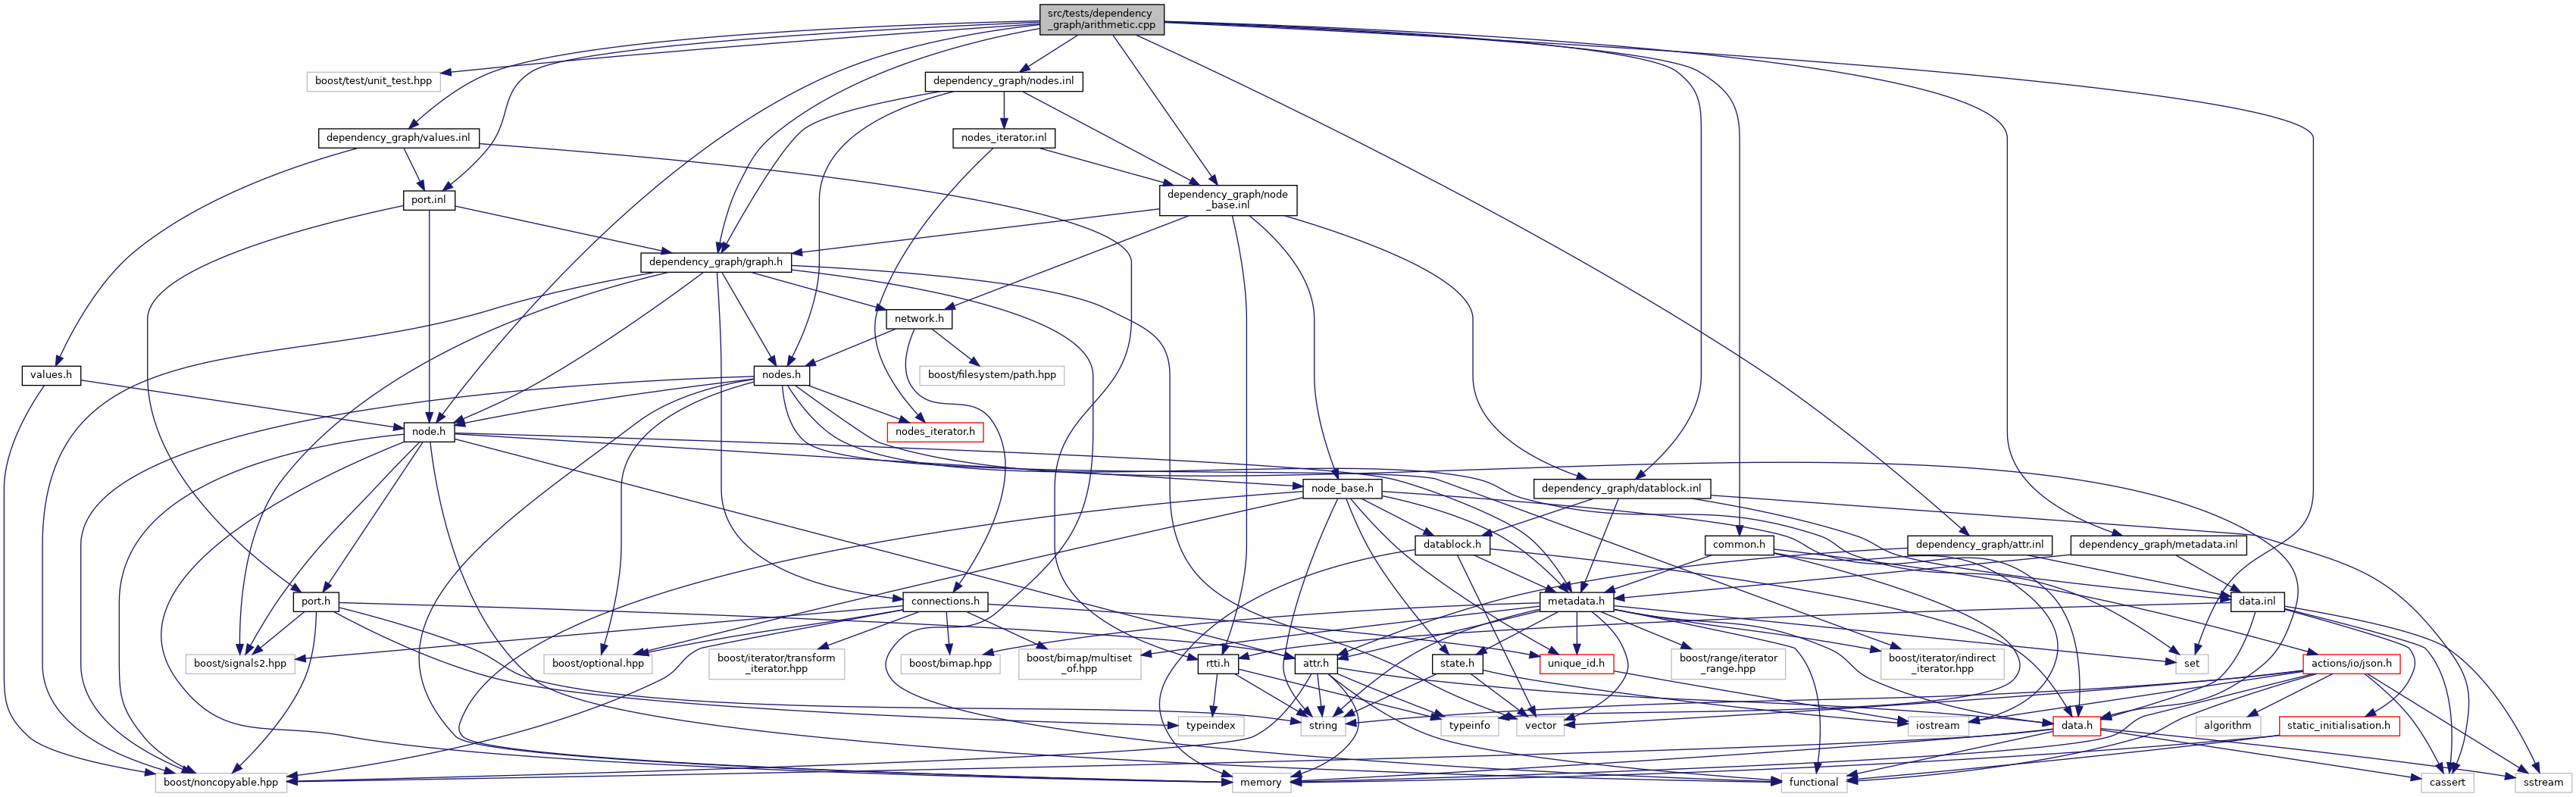 src/tests/dependency
_graph/arithmetic.cpp
boost/test/unit_test.hpp
dependency_graph/nodes.inl
dependency_graph/values.inl
nodes_iterator.inl
port.inl
dependency_graph/node
_base.inl
dependency_graph/graph.h
network.h
values.h
nodes.h
boost/filesystem/path.hpp
node.h
nodes_iterator.h
node_base.h
dependency_graph/datablock.inl
datablock.h
common.h
dependency_graph/attr.inl
dependency_graph/metadata.inl
port.h
connections.h
metadata.h
data.inl
boost/signals2.hpp
boost/optional.hpp
boost/iterator/transform
_iterator.hpp
boost/bimap.hpp
boost/bimap/multiset
_of.hpp
rtti.h
attr.h
state.h
unique_id.h
boost/range/iterator
_range.hpp
boost/iterator/indirect
_iterator.hpp
set
actions/io/json.h
typeindex
string
typeinfo
vector
iostream
data.h
algorithm
static_initialisation.h
boost/noncopyable.hpp
memory
functional
cassert
sstream